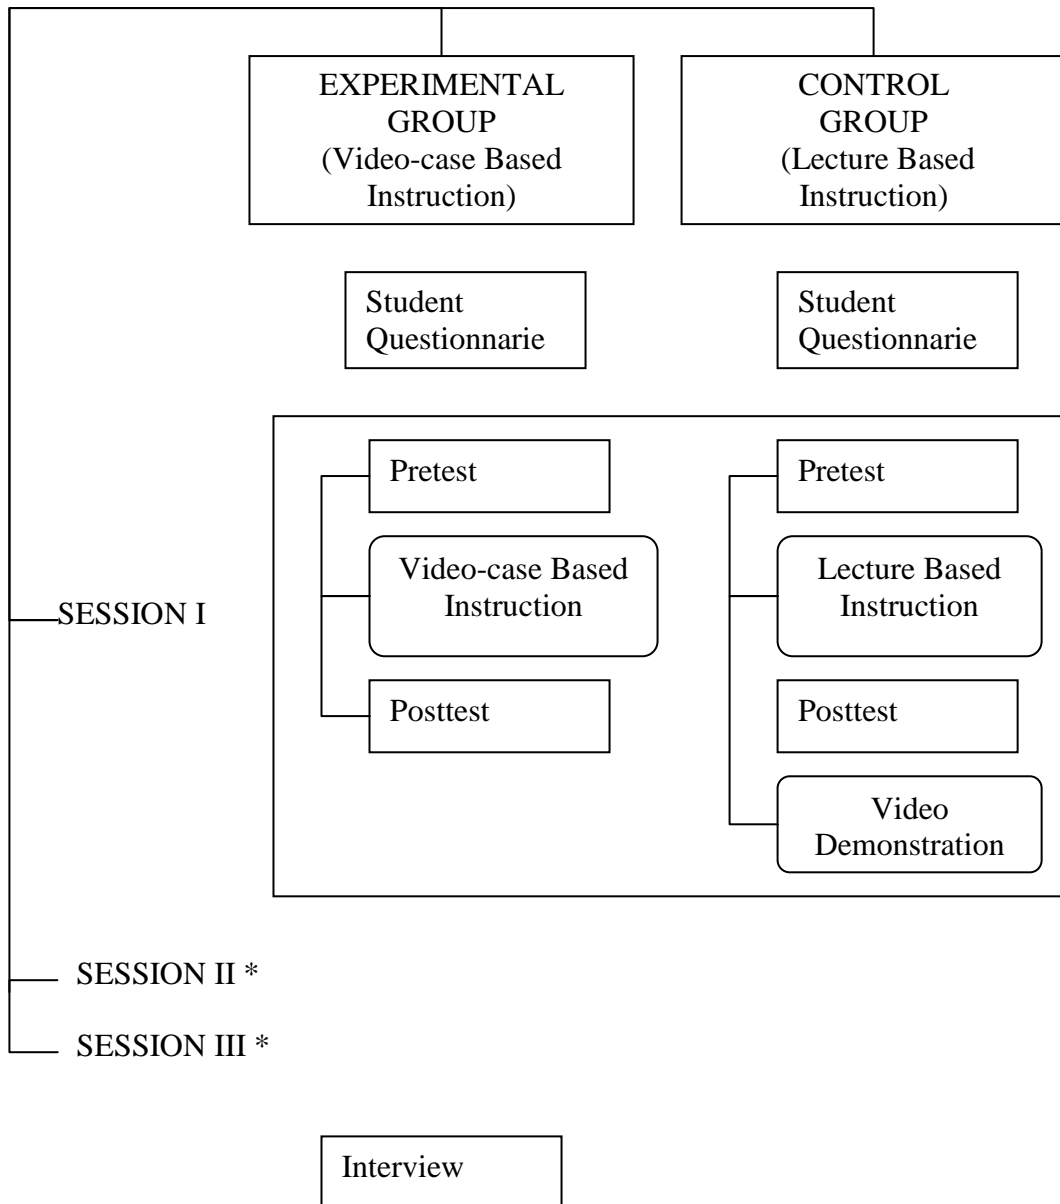 EXPERIMENTAL
GROUP
(Video-case Based
Instruction)
CONTROL
GROUP
(Lecture Based
Instruction)
Student
Questionnarie
Student
Questionnarie
SESSION I
Pretest
Video-case Based
Instruction
Posttest
Pretest
Lecture Based
Instruction
Posttest
Video
Demonstration
SESSION II *
SESSION III *
Interview